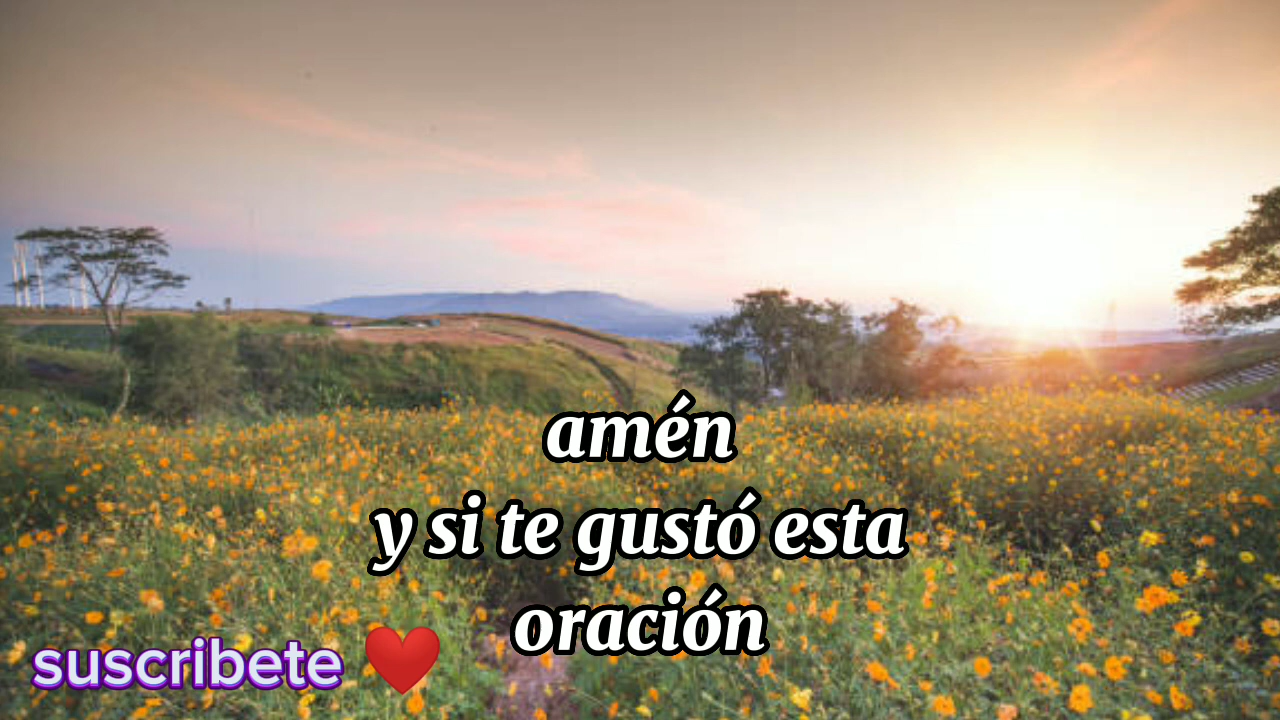 amén
y si te gustó esta
oración
suscribete